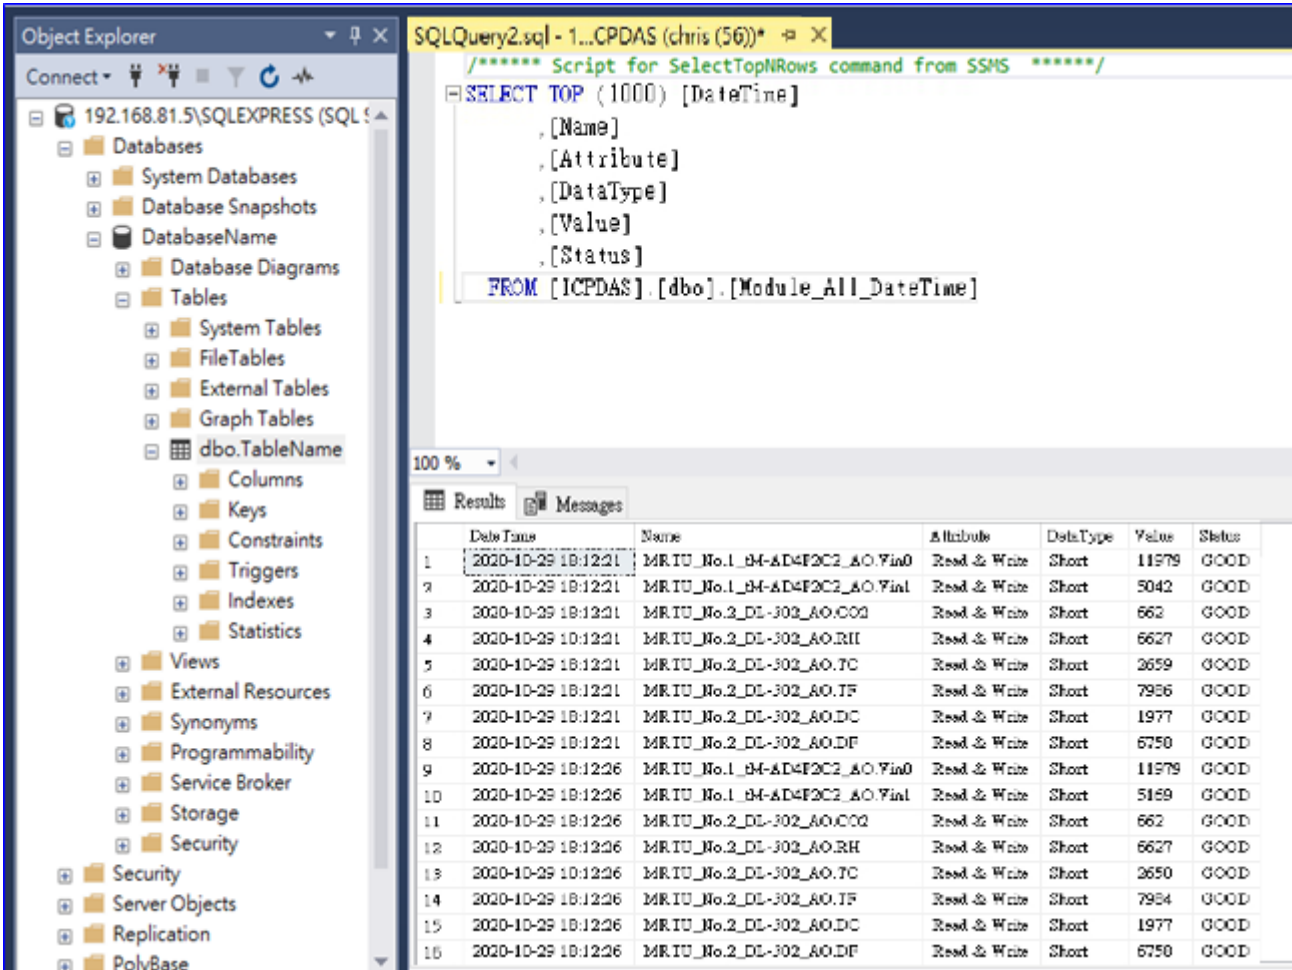 Object Explorer
Connect
192.168.81.5\SQLEXPRESS (SQL S
Databases
System Databases
Database Snapshots
DatabaseName
Database Diagrams
Tables
System Tables
FileTables
External Tables
Graph Tables
dbo.TableName
Columns
Keys
Constraints
Triggers
Indexes
Statistics
Views
External Resources
Synonyms
Programmability
Service Broker
Storage
Security
Security
Server Objects
Replication
PolyBase
SQLQuery2.sql - 1...CPDAS (chris (56))*
/****** Script for SelectTopNRows command from SSMS ******/
SELECT TOP (1000) [DateTime]
,[Name]
,[Attribute]
,[DataType]
,[Value]
,[Status]
FROM [ICPDAS].[dbo].[Module_All_DateTime]
100 %
Results Messages
DateTime Name Attribute DataType Value Status
1 2020-10-29 18:12:21 MRTU_No.1_tM-AD4P2C2_AO.Vin0 Read & Write Short 11979 GOOD
2 2020-10-29 18:12:21 MRTU_No.1_tM-AD4P2C2_AO.Vin1 Read & Write Short 5042 GOOD
3 2020-10-29 18:12:21 MRTU_No.2_DL-302_AO.CO2 Read & Write Short 662 GOOD
4 2020-10-29 18:12:21 MRTU_No.2_DL-302_AO.RH Read & Write Short 6627 GOOD
5 2020-10-29 18:12:21 MRTU_No.2_DL-302_AO.TC Read & Write Short 2659 GOOD
6 2020-10-29 18:12:21 MRTU_No.2_DL-302_AO.TF Read & Write Short 7986 GOOD
7 2020-10-29 18:12:21 MRTU_No.2_DL-302_AO.DC Read & Write Short 1977 GOOD
8 2020-10-29 18:12:21 MRTU_No.2_DL-302_AO.DF Read & Write Short 6758 GOOD
9 2020-10-29 18:12:26 MRTU_No.1_tM-AD4P2C2_AO.Vin0 Read & Write Short 11979 GOOD
10 2020-10-29 18:12:26 MRTU_No.1_tM-AD4P2C2_AO.Vin1 Read & Write Short 5169 GOOD
11 2020-10-29 18:12:26 MRTU_No.2_DL-302_AO.CO2 Read & Write Short 662 GOOD
12 2020-10-29 18:12:26 MRTU_No.2_DL-302_AO.RH Read & Write Short 6627 GOOD
13 2020-10-29 18:12:26 MRTU_No.2_DL-302_AO.TC Read & Write Short 2650 GOOD
14 2020-10-29 18:12:26 MRTU_No.2_DL-302_AO.TF Read & Write Short 7984 GOOD
15 2020-10-29 18:12:26 MRTU_No.2_DL-302_AO.DC Read & Write Short 1977 GOOD
16 2020-10-29 18:12:26 MRTU_No.2_DL-302_AO.DF Read & Write Short 6758 GOOD